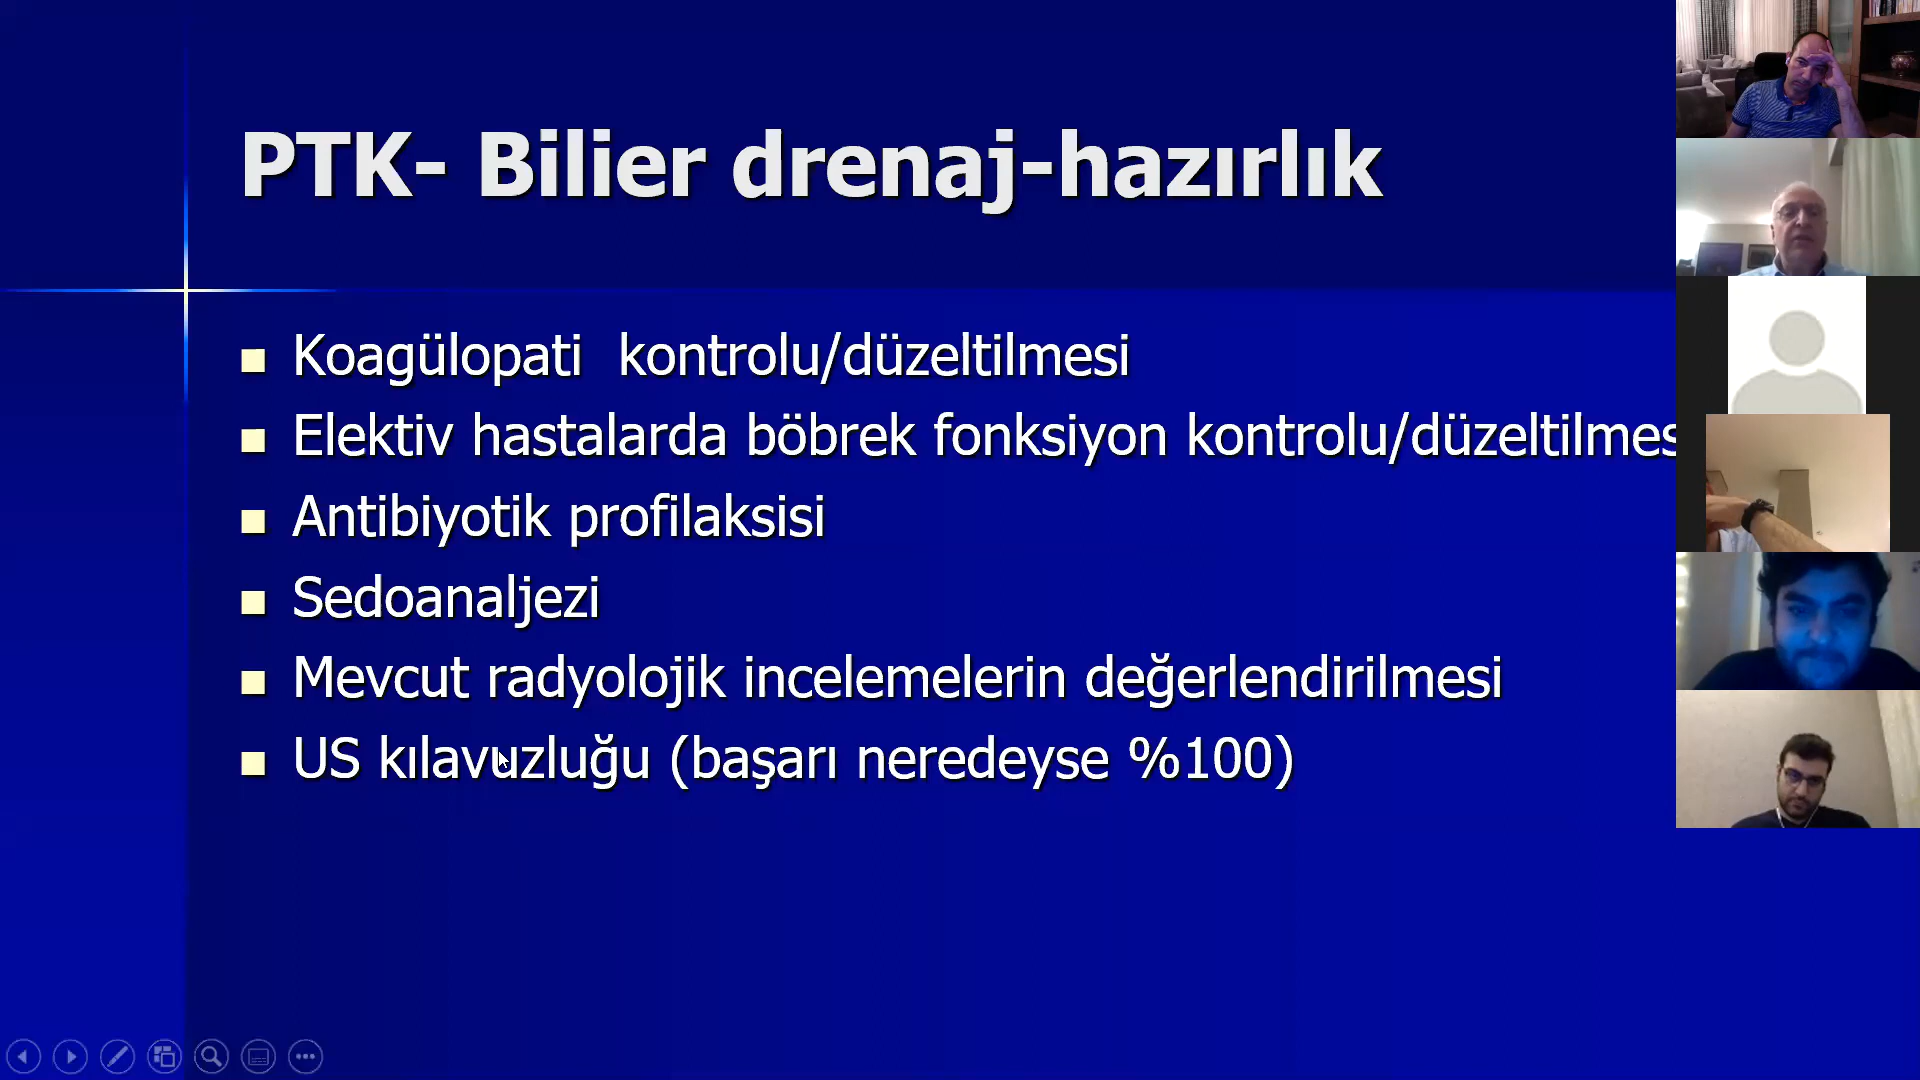 PTK- Bilier drenaj-hazırlık
Koagülopati kontrolu/düzeltilmesi
Elektiv hastalarda böbrek fonksiyon kontrolu/düzeltilmes
Antibiyotik profilaksisi
Sedoanaljezi
Mevcut radyolojik incelemelerin değerlendirilmesi
US kılavuzluğu (başarı neredeyse %100)